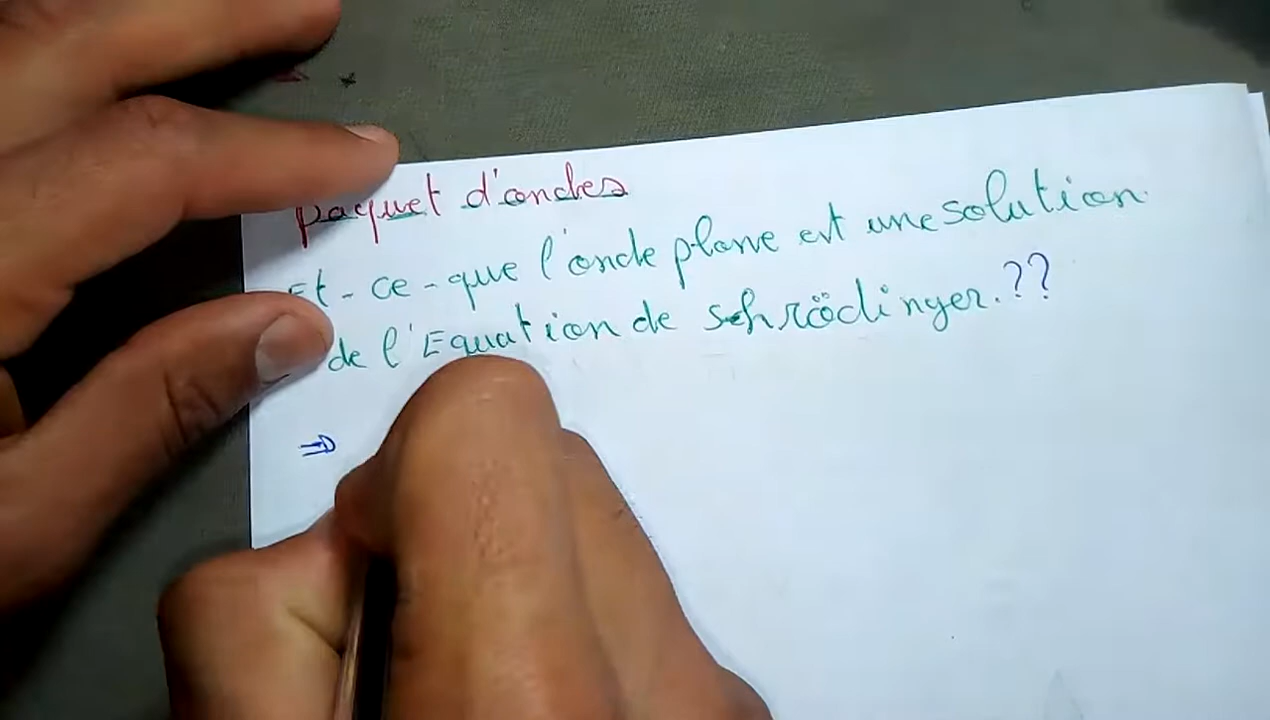 paquet d'ondes
Et-ce-que l'onde plane est une solution.
de l'Equation de schrödinger.??
⇒